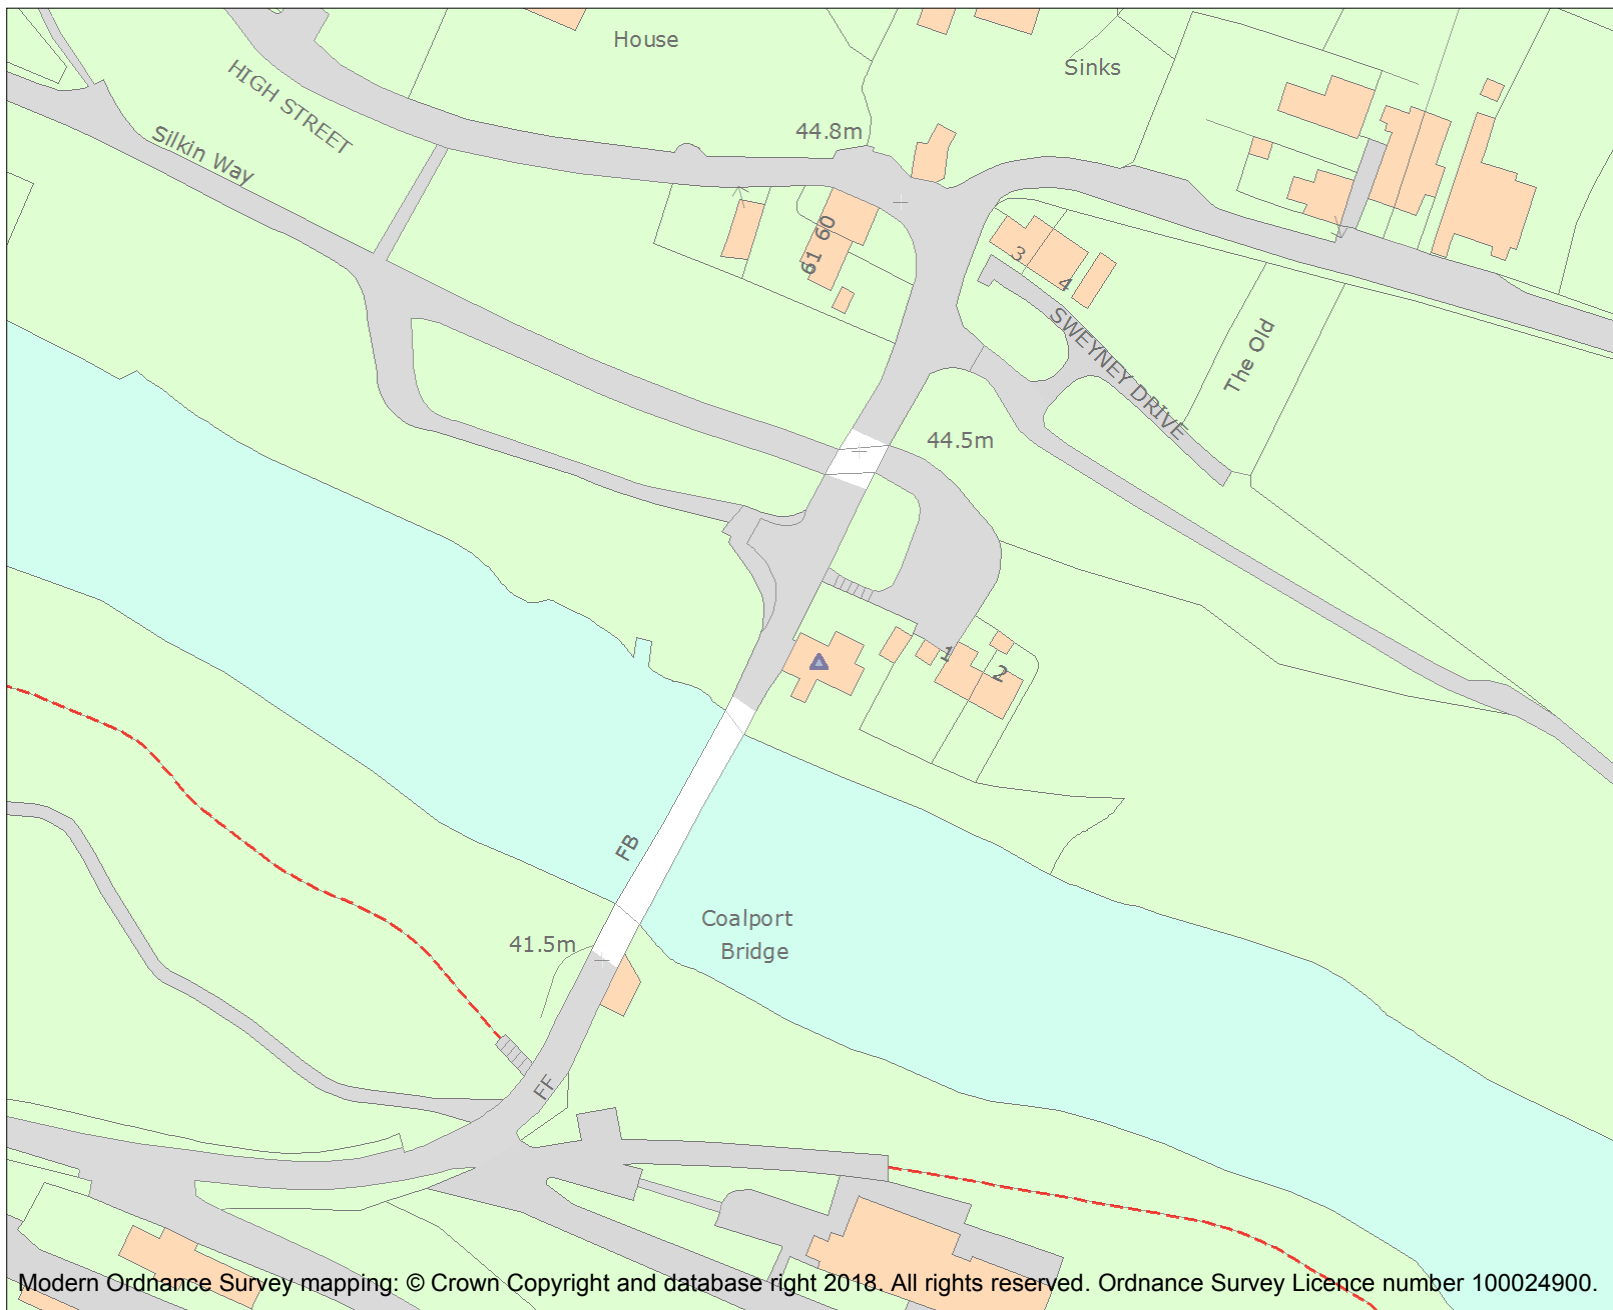 House
Sinks
HIGH STREET
44.8m
Silkin Way
60
61
3
4
SWEYNEY DRIVE
The Old
44.5m
1
2
FB
Coalport
Bridge
41.5m
FF
Modern Ordnance Survey mapping: © Crown Copyright and database right 2018. All rights reserved. Ordnance Survey Licence number 100024900.